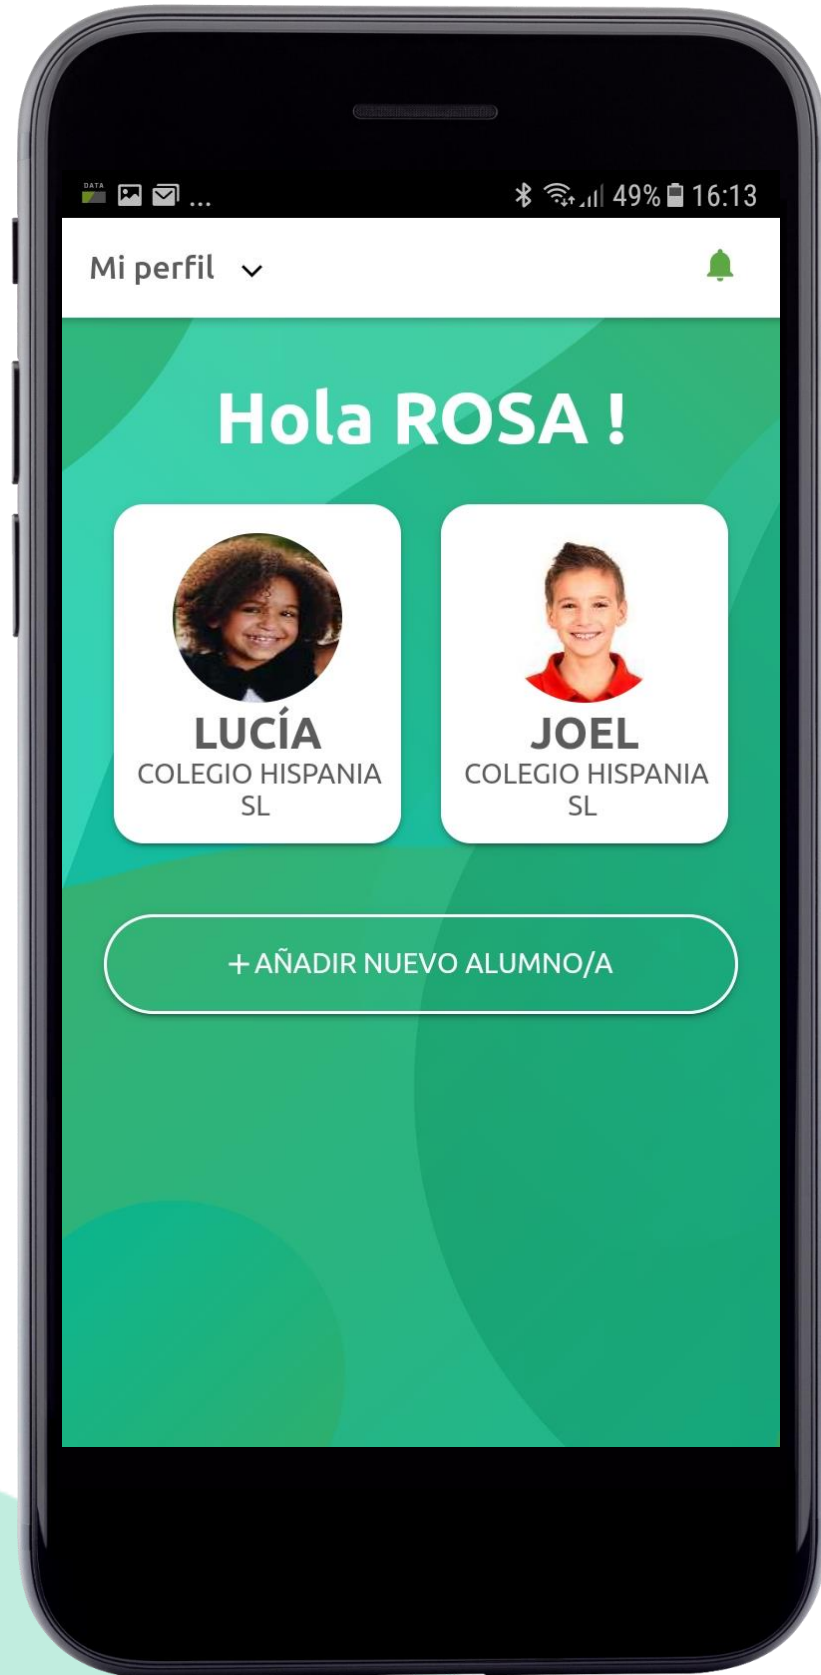 DATA
... 49% 16:13
Mi perfil
Hola ROSA !
LUCÍA
COLEGIO HISPANIA
SL
JOEL
COLEGIO HISPANIA
SL
+ AÑADIR NUEVO ALUMNO/A